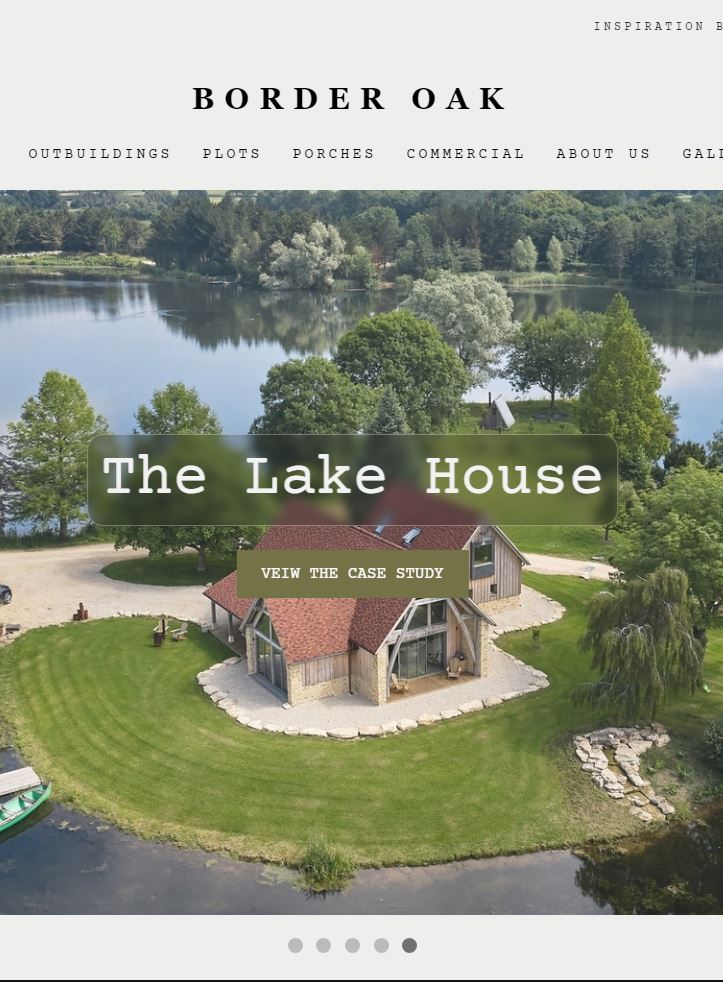 INSPIRATION B
BORDER OAK
OUTBUILDINGS PLOTS PORCHES COMMERCIAL ABOUT US GALL
The Lake House
VEIW THE CASE STUDY